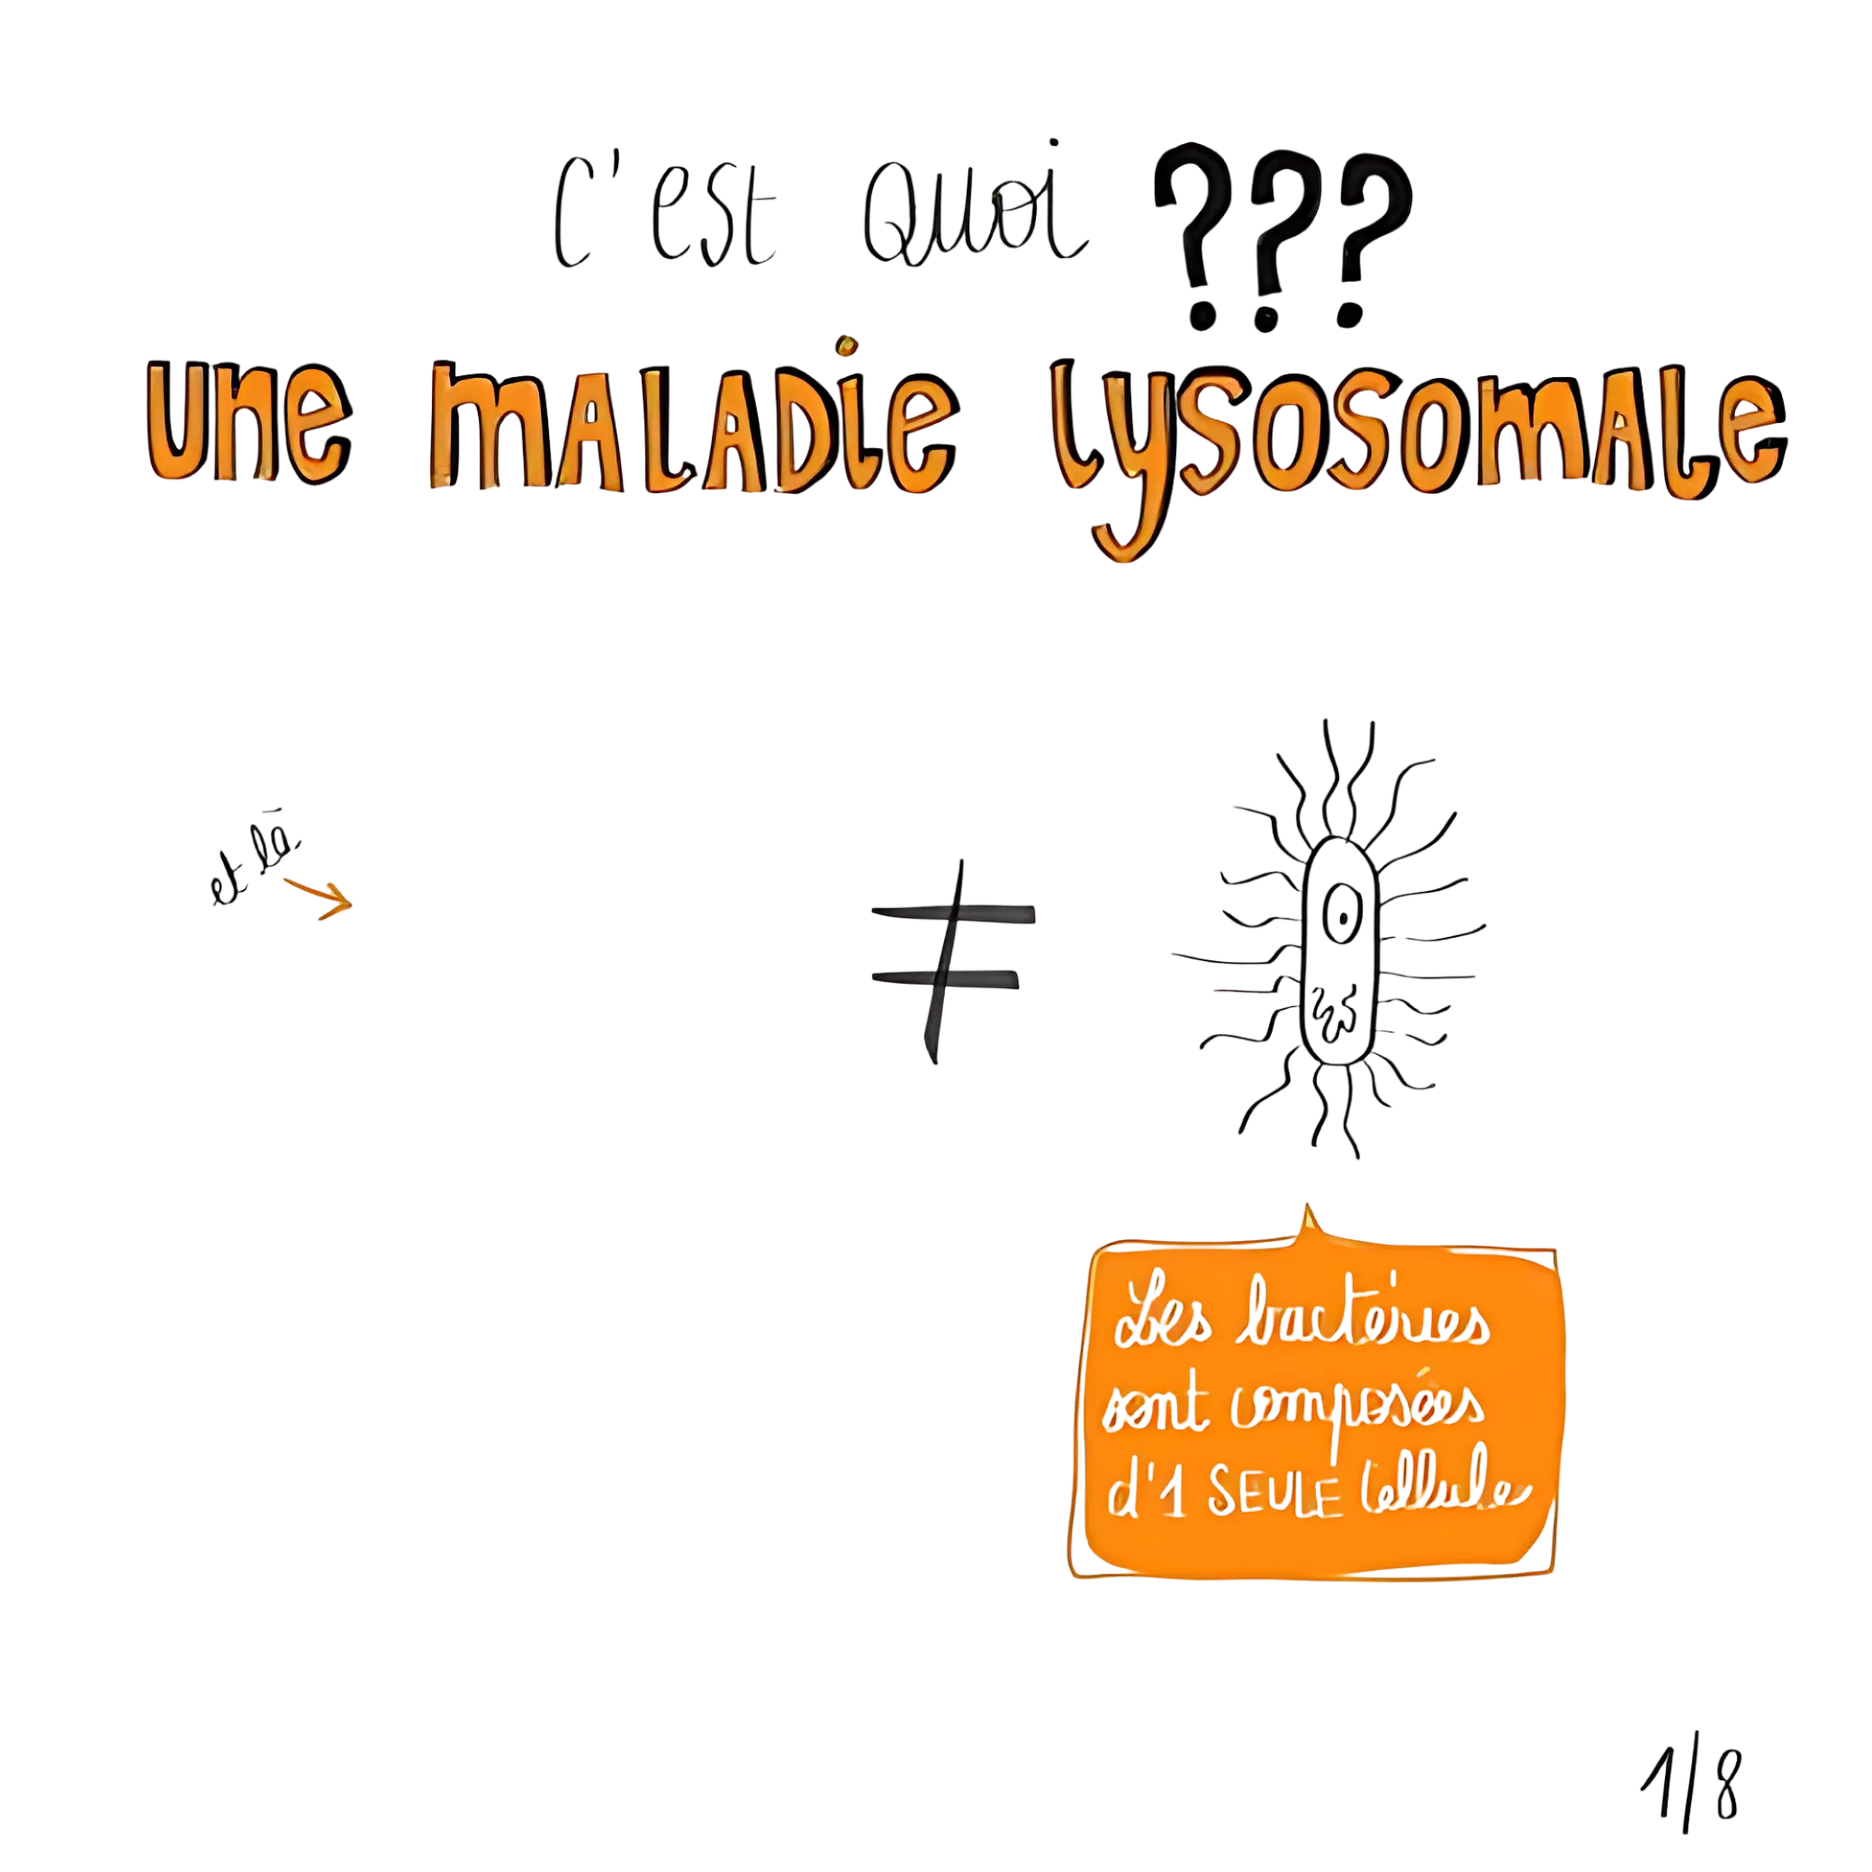 C'est quoi ???
une maladie lysosomale
et là
≠
Les bactéries
sont composées
d'1 SEULE Cellule
1/8